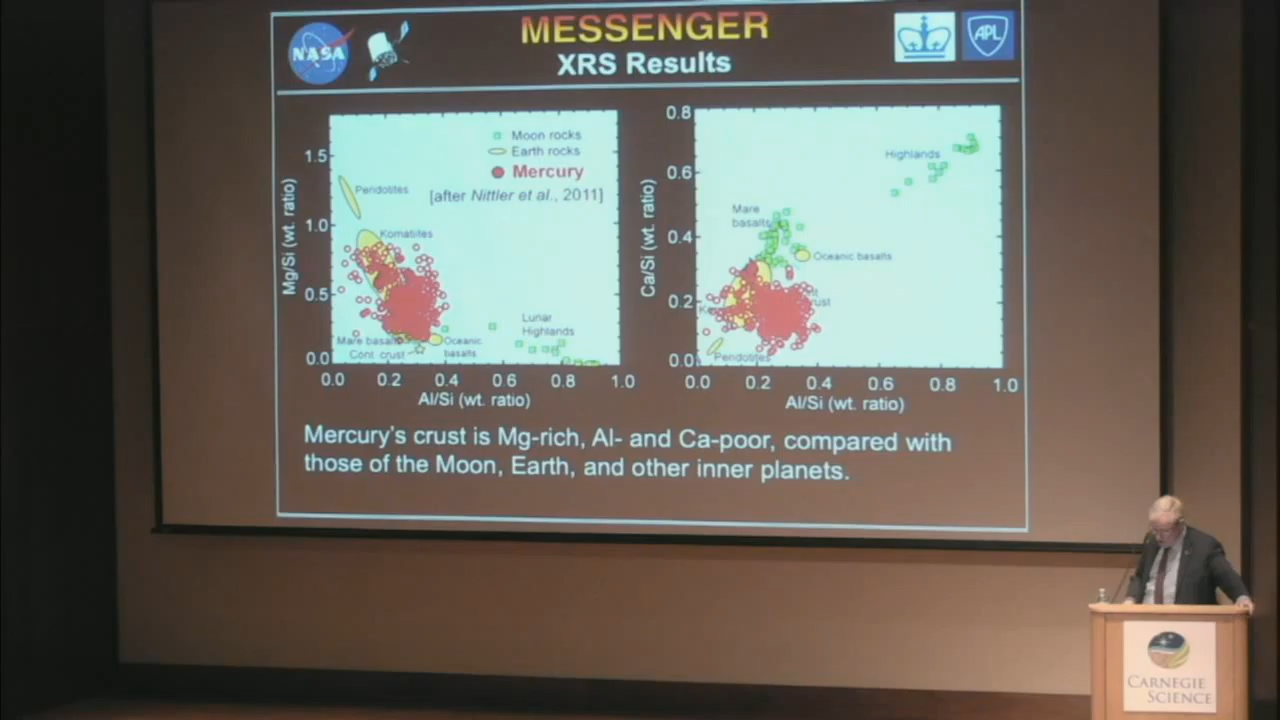 NASA
MESSENGER
APL
XRS Results
Mg/Si (wt. ratio)
1.5
1.0
0.5
0.0
Moon rocks
Earth rocks
Mercury
[after Nittler et al., 2011]
Peridotites
Komatiites
Lunar
Highlands
Mare basalts
Cont. crust
Oceanic
basalts
0.0 0.2 0.4 0.6 0.8 1.0
Al/Si (wt. ratio)
Ca/Si (wt. ratio)
0.8
0.6
0.4
0.2
0.0
Highlands
Mare
basalts
Oceanic basalts
Peridotites
0.0 0.2 0.4 0.6 0.8 1.0
Al/Si (wt. ratio)
Mercury's crust is Mg-rich, Al- and Ca-poor, compared with
those of the Moon, Earth, and other inner planets.
CARNEGIE
SCIENCE